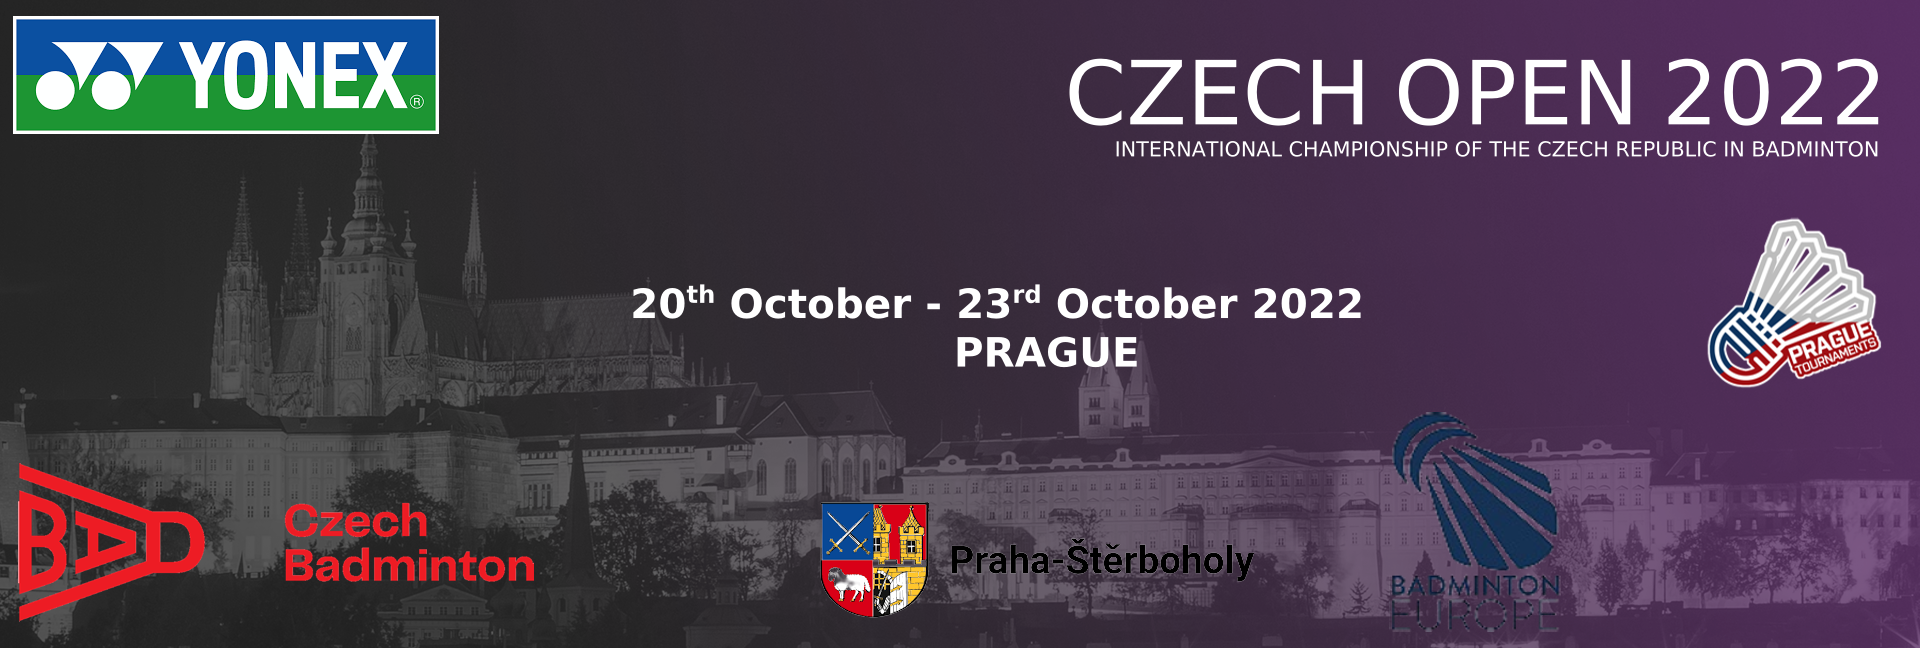 YONEX®
CZECH OPEN 2022
INTERNATIONAL CHAMPIONSHIP OF THE CZECH REPUBLIC IN BADMINTON
20th October - 23rd October 2022
PRAGUE
PRAGUE
TOURNAMENTS
BAD
Czech
Badminton
Praha-Štěrboholy
BADMINTON
EUROPE